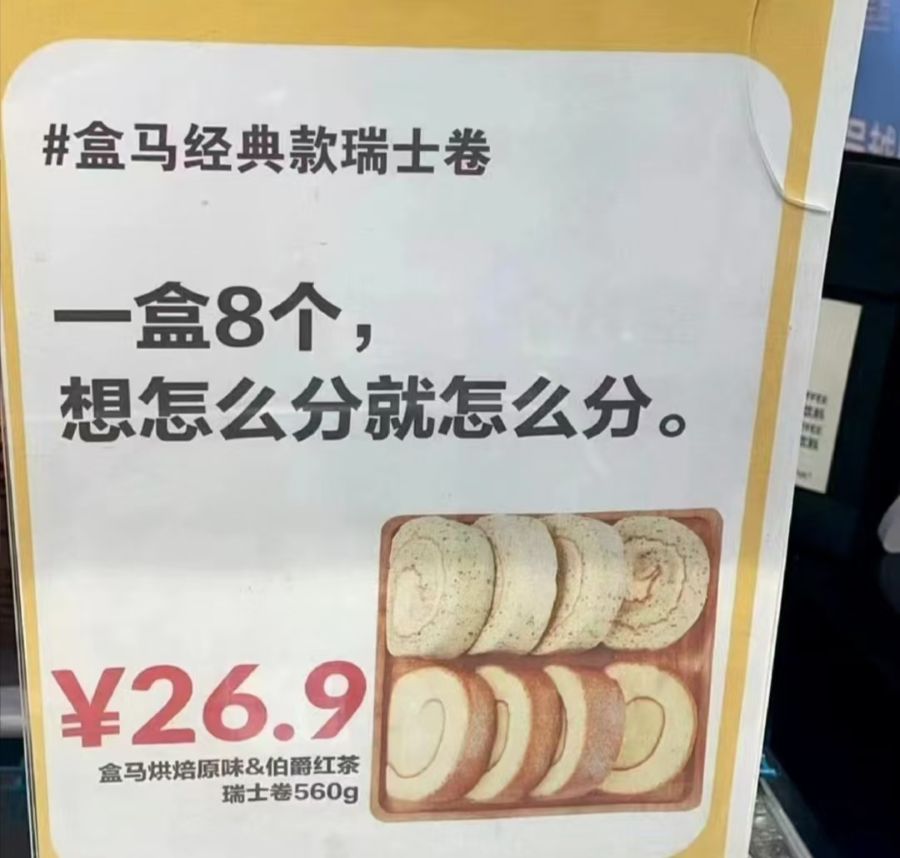 #盒马经典款瑞士卷
一盒8个，
想怎么分就怎么分。
¥26.9
盒马烘焙原味&伯爵红茶
瑞士卷560g